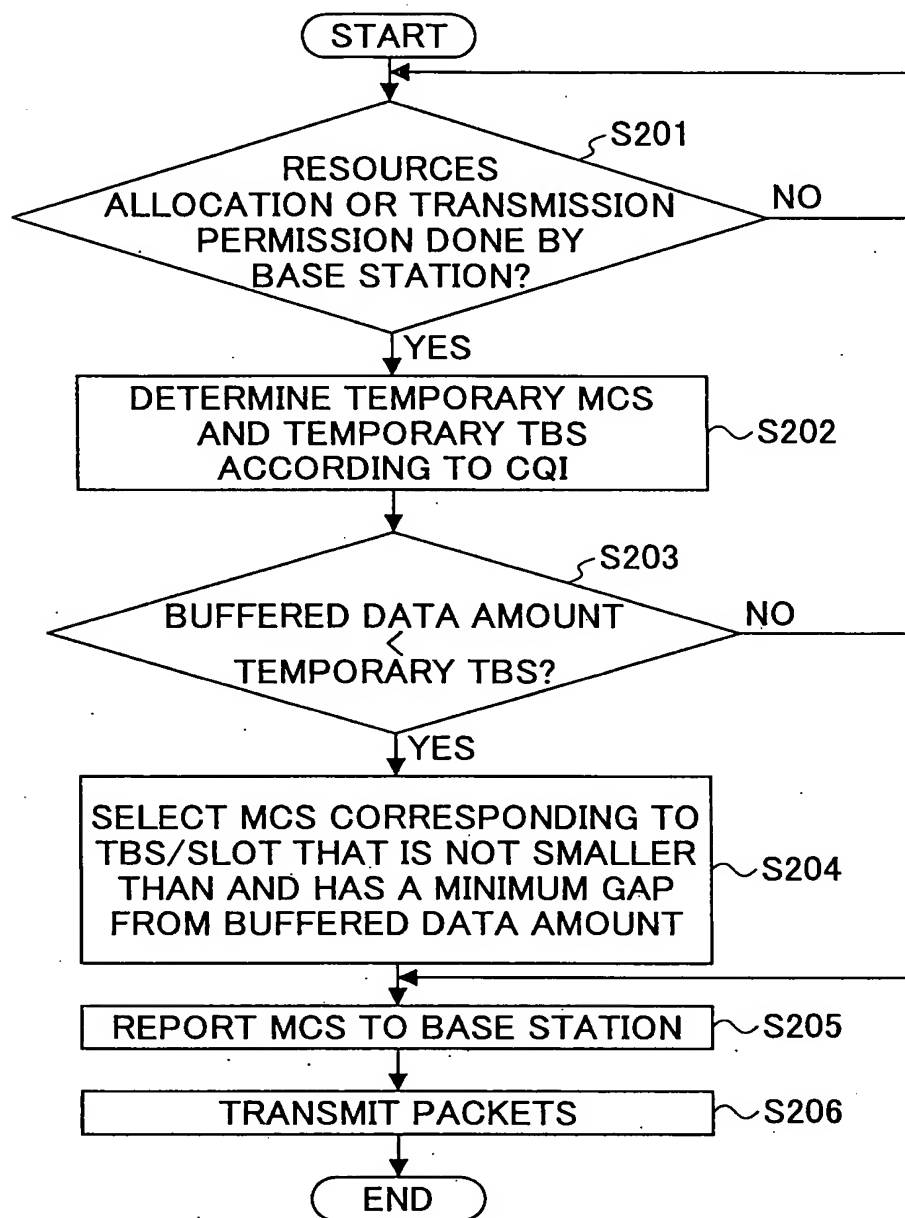 START
S201
RESOURCES
ALLOCATION OR TRANSMISSION
PERMISSION DONE BY
BASE STATION?
NO
YES
DETERMINE TEMPORARY MCS
AND TEMPORARY TBS
ACCORDING TO CQI
S202
S203
BUFFERED DATA AMOUNT
<
TEMPORARY TBS?
NO
YES
SELECT MCS CORRESPONDING TO
TBS/SLOT THAT IS NOT SMALLER
THAN AND HAS A MINIMUM GAP
FROM BUFFERED DATA AMOUNT
S204
REPORT MCS TO BASE STATION
S205
TRANSMIT PACKETS
S206
END